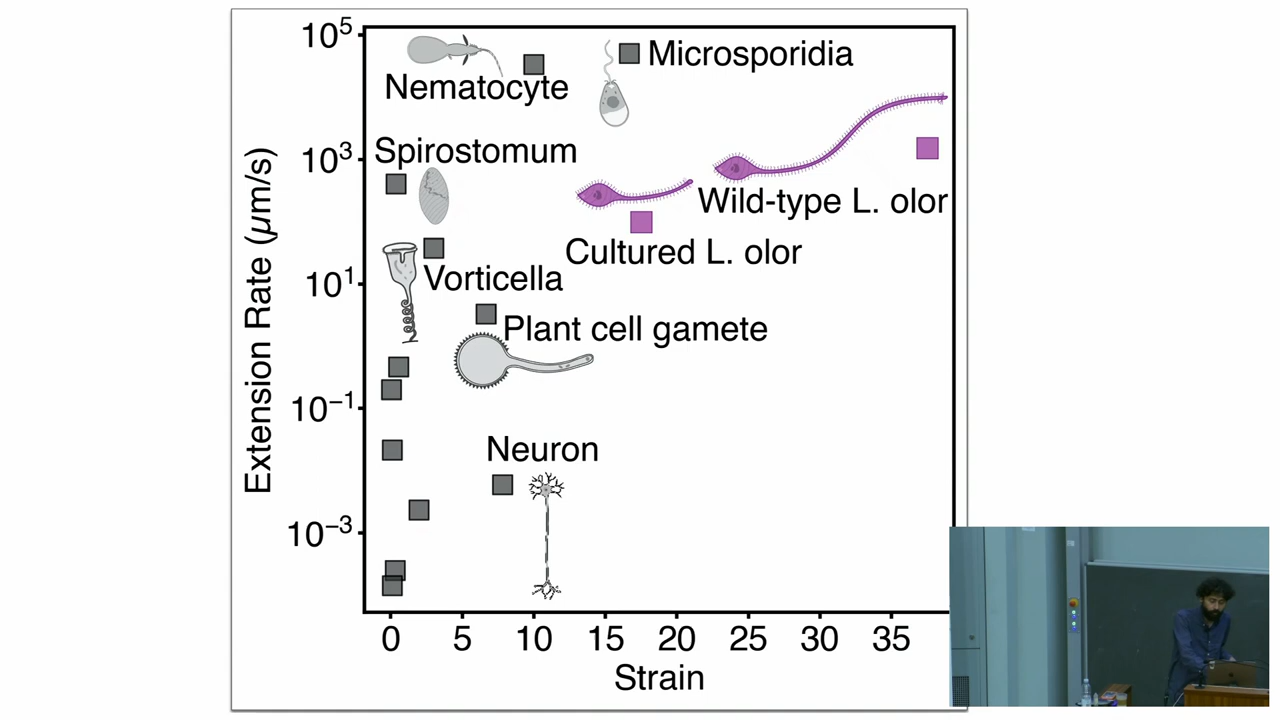 10⁵
Nematocyte
Microsporidia
Spirostomum
10³
Wild-type L. olor
Cultured L. olor
10¹
Vorticella
Plant cell gamete
10⁻¹
Neuron
10⁻³
Extension Rate (µm/s)
0 5 10 15 20 25 30 35
Strain